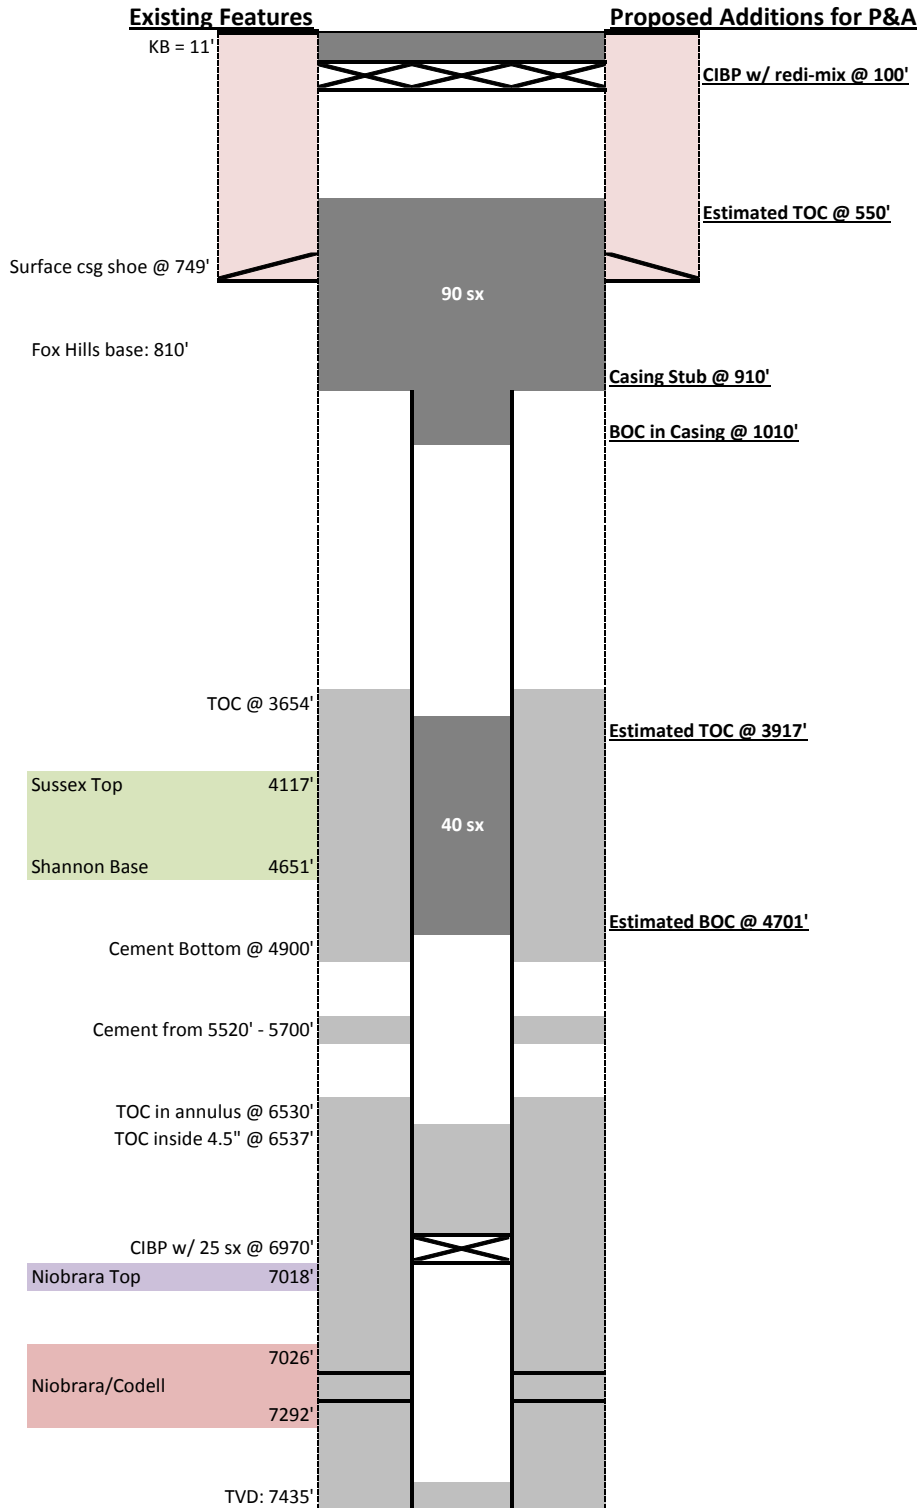 Existing Features
Proposed Additions for P&A
KB = 11'
CIBP w/ redi-mix @ 100'
Estimated TOC @ 550'
Surface csg shoe @ 749'
90 sx
Fox Hills base: 810'
Casing Stub @ 910'
BOC in Casing @ 1010'
TOC @ 3654'
Estimated TOC @ 3917'
Sussex Top 4117'
40 sx
Shannon Base 4651'
Estimated BOC @ 4701'
Cement Bottom @ 4900'
Cement from 5520' - 5700'
TOC in annulus @ 6530'
TOC inside 4.5" @ 6537'
CIBP w/ 25 sx @ 6970'
Niobrara Top 7018'
7026'
Niobrara/Codell
7292'
TVD: 7435'